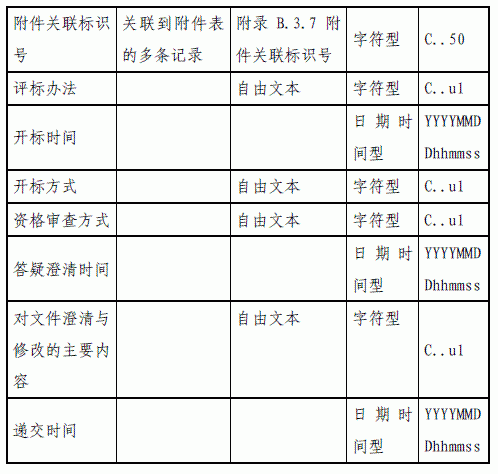 附件关联标识号 关联到附件表的多条记录 附录 B.3.7 附件关联标识号 字符型 C..50
评标办法 自由文本 字符型 C..ul
开标时间 日期时间型 YYYYMMDDhhmmss
开标方式 自由文本 字符型 C..ul
资格审查方式 自由文本 字符型 C..ul
答疑澄清时间 日期时间型 YYYYMMDDhhmmss
对文件澄清与修改的主要内容 自由文本 字符型 C..ul
递交时间 日期时间型 YYYYMMDDhhmmss